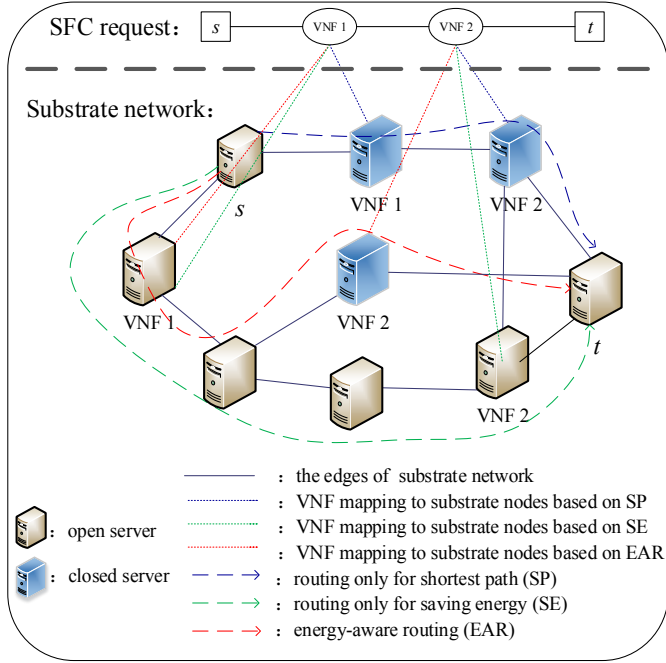 SFC request：
s
VNF 1
VNF 2
t
Substrate network：
s
VNF 1
VNF 2
VNF 1
VNF 2
t
VNF 2
：the edges of substrate network
：VNF mapping to substrate nodes based on SP
：VNF mapping to substrate nodes based on SE
：VNF mapping to substrate nodes based on EAR
：open server
：closed server
：routing only for shortest path (SP)
：routing only for saving energy (SE)
：energy-aware routing (EAR)